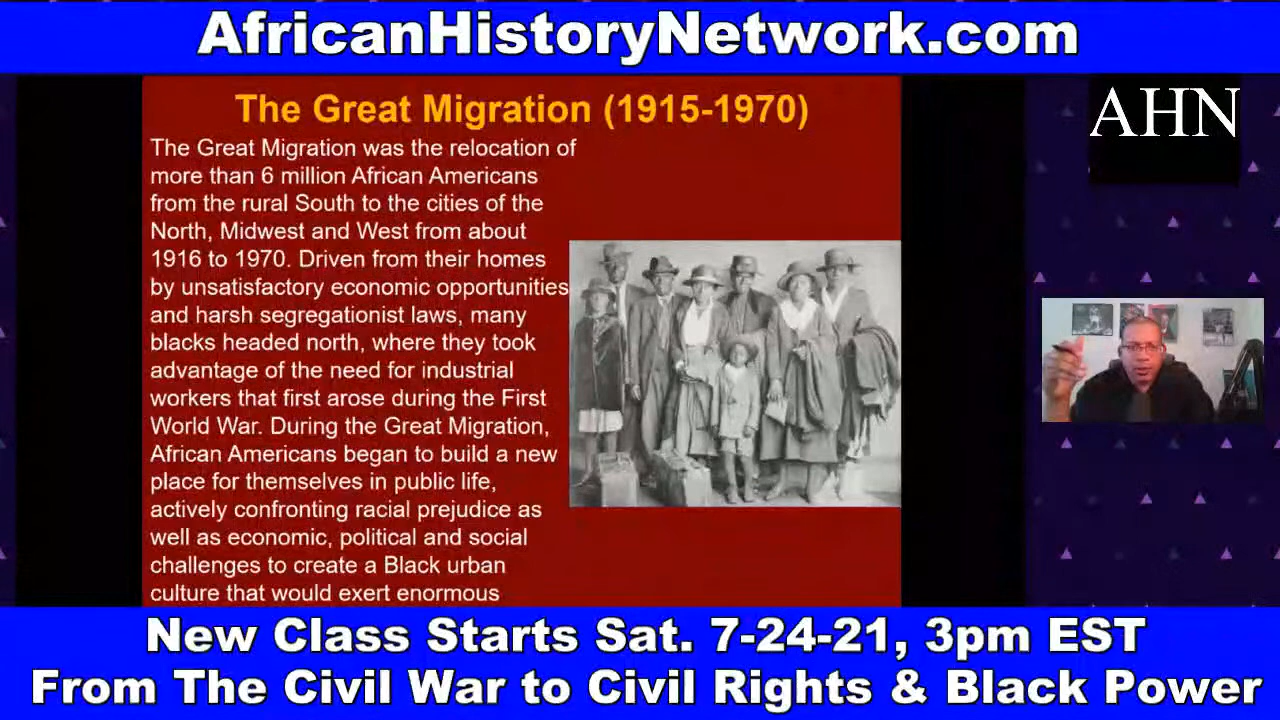 AfricanHistoryNetwork.com
The Great Migration (1915-1970)
AHN
The Great Migration was the relocation of
more than 6 million African Americans
from the rural South to the cities of the
North, Midwest and West from about
1916 to 1970. Driven from their homes
by unsatisfactory economic opportunities
and harsh segregationist laws, many
blacks headed north, where they took
advantage of the need for industrial
workers that first arose during the First
World War. During the Great Migration,
African Americans began to build a new
place for themselves in public life,
actively confronting racial prejudice as
well as economic, political and social
challenges to create a Black urban
culture that would exert enormous
New Class Starts Sat. 7-24-21, 3pm EST
From The Civil War to Civil Rights & Black Power